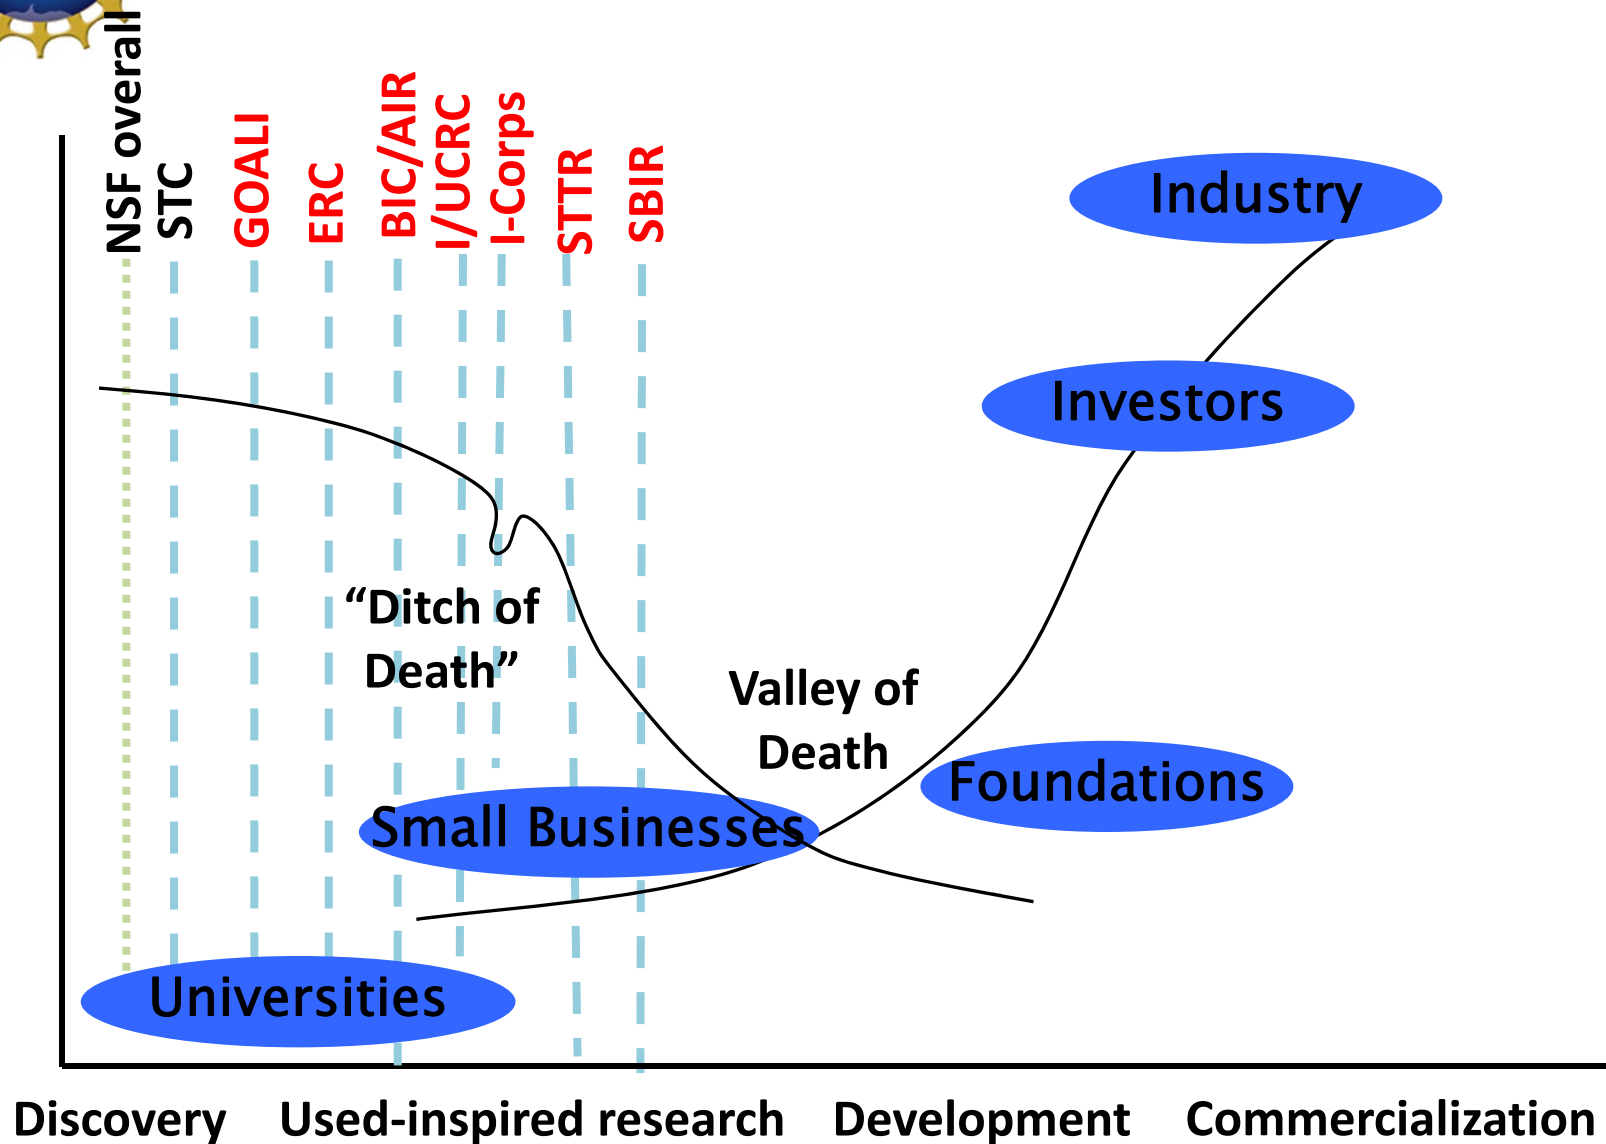 NSF overall
STC
GOALI
ERC
BIC/AIR
I/UCRC
I-Corps
STTR
SBIR
Industry
Investors
“Ditch of
Death”
Valley of
Death
Foundations
Small Businesses
Universities
Discovery
Used-inspired research
Development
Commercialization